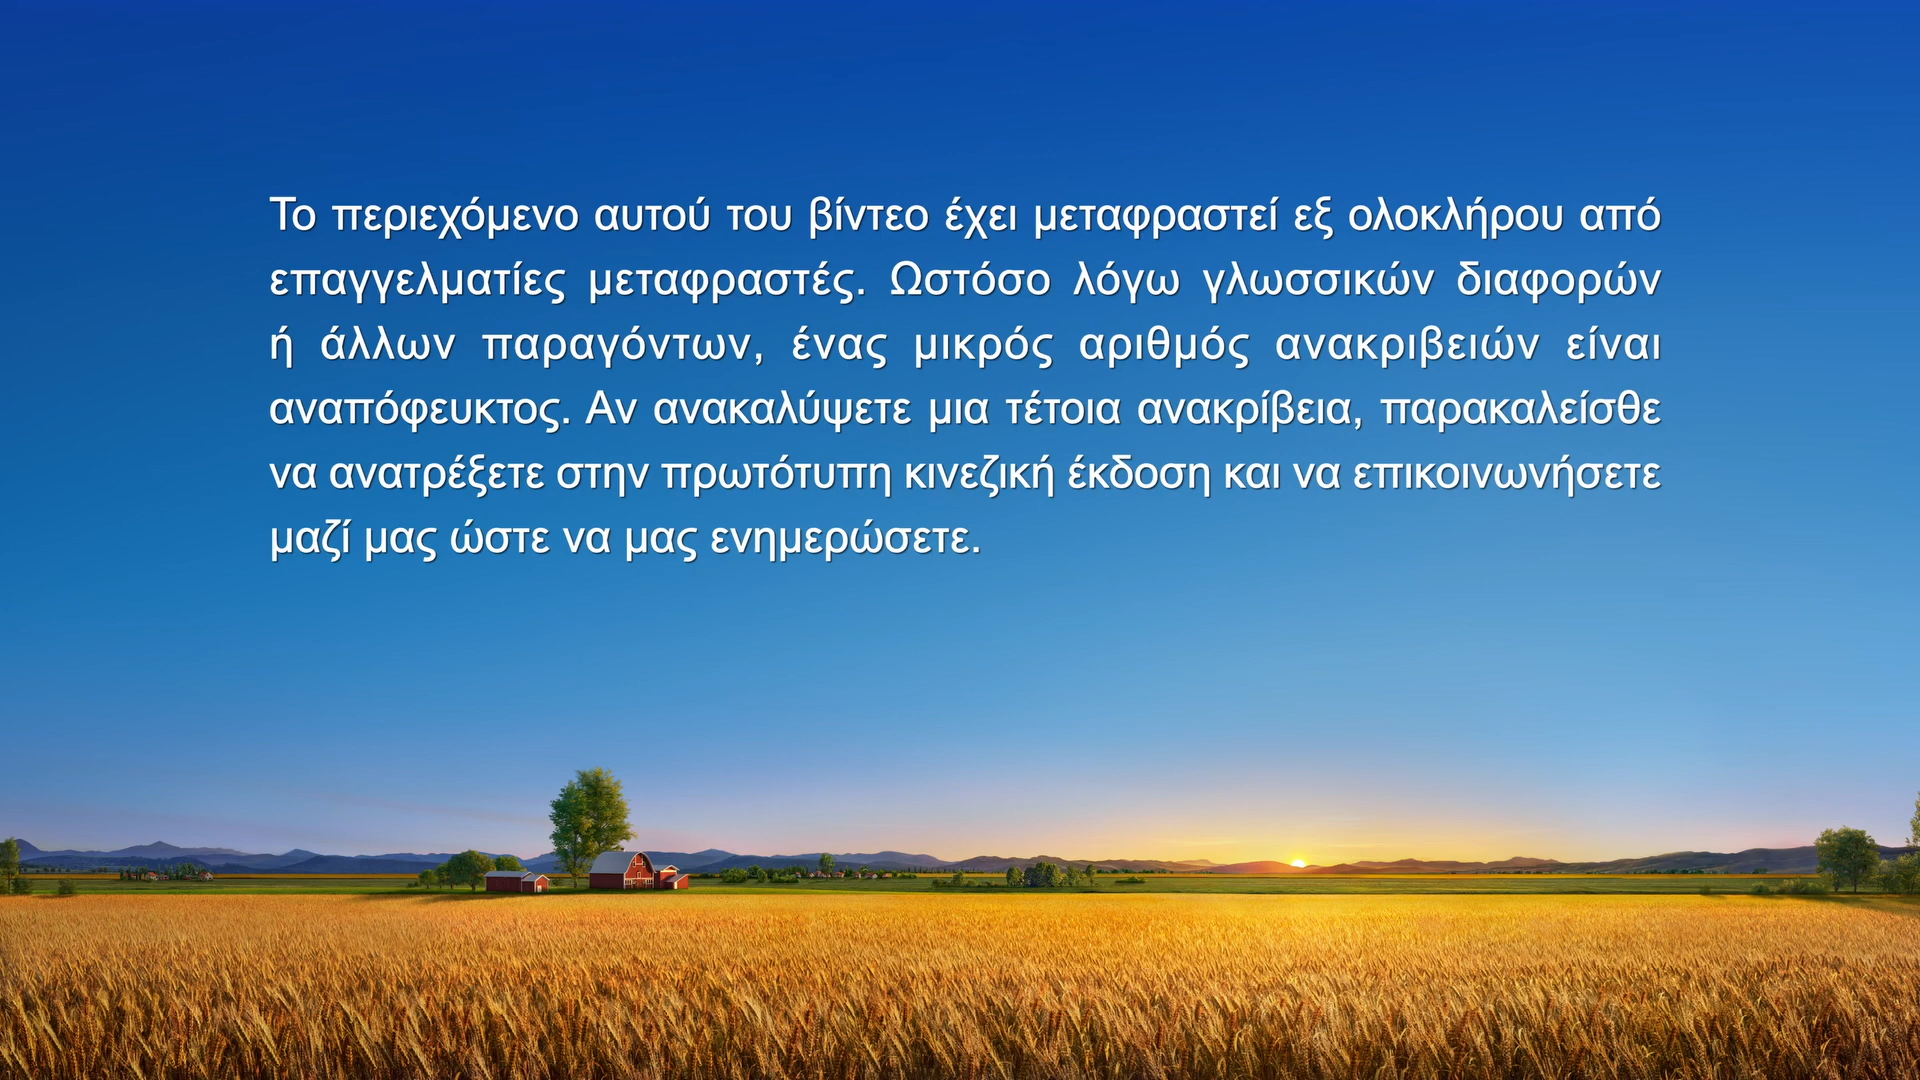 Το περιεχόμενο αυτού του βίντεο έχει μεταφραστεί εξ ολοκλήρου από
επαγγελματίες μεταφραστές. Ωστόσο λόγω γλωσσικών διαφορών
ή άλλων παραγόντων, ένας μικρός αριθμός ανακριβειών είναι
αναπόφευκτος. Αν ανακαλύψετε μια τέτοια ανακρίβεια, παρακαλείσθε
να ανατρέξετε στην πρωτότυπη κινεζική έκδοση και να επικοινωνήσετε
μαζί μας ώστε να μας ενημερώσετε.